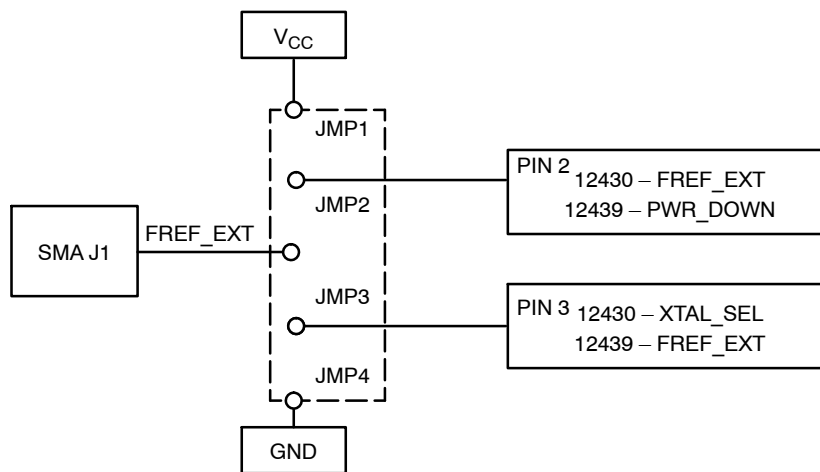 V_CC
JMP1
PIN 2 12430 – FREF_EXT
12439 – PWR_DOWN
JMP2
SMA J1
FREF_EXT
JMP3
PIN 3 12430 – XTAL_SEL
12439 – FREF_EXT
JMP4
GND